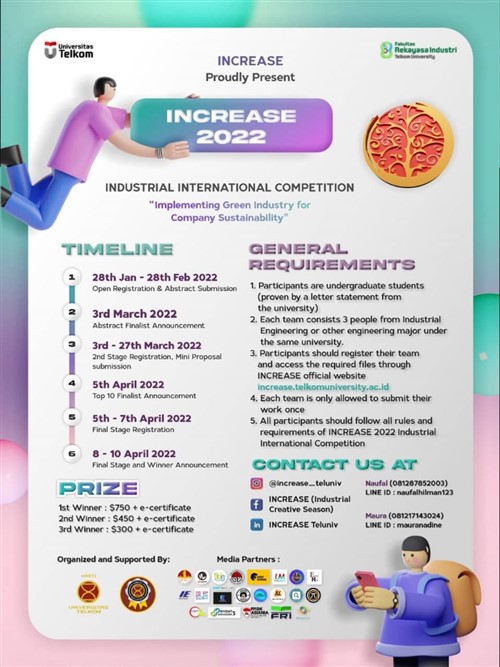 Universitas
Telkom
Fakultas
Rekayasa Industri
Telkom University
INCREASE
Proudly Present
INCREASE
2022
INDUSTRIAL INTERNATIONAL COMPETITION
"Implementing Green Industry for
Company Sustainability"
TIMELINE
1
28th Jan - 28th Feb 2022
Open Registration & Abstract Submission
2
3rd March 2022
Abstract Finalist Announcement
3
3rd - 27th March 2022
2nd Stage Registration, Mini Proposal
submission
4
5th April 2022
Top 10 Finalist Announcement
5
5th - 7th April 2022
Final Stage Registration
6
8 - 10 April 2022
Final Stage and Winner Announcement
PRIZE
1st Winner : $750 + e-certificate
2nd Winner : $450 + e-certificate
3rd Winner : $300 + e-certificate
GENERAL
REQUIREMENTS
1. Participants are undergraduate students
(proven by a letter statement from
the university)
2. Each team consists 3 people from Industrial
Engineering or other engineering major under
the same university.
3. Participants should register their team
and access the required files through
INCREASE official website
increase.telkomuniversity.ac.id
4. Each team is only allowed to submit their
work once
5. All participants should follow all rules and
requirements of INCREASE 2022 Industrial
International Competition
CONTACT US AT
@increase__teluniv
INCREASE (Industrial
Creative Season)
INCREASE Teluniv
Naufal (081287852003)
LINE ID : naufalhilman123
Maura (081217143024)
LINE ID : mauranadine
Organized and Supported By:
Media Partners :
UNIVERSITAS
TELKOM
FRI